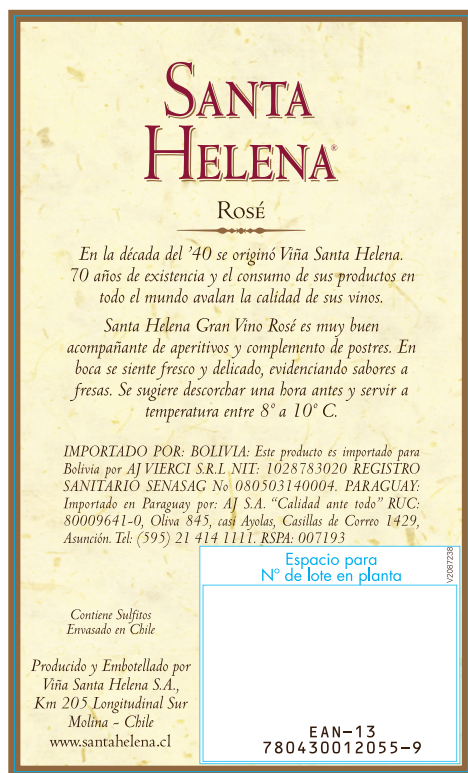 SANTA
HELENA®
ROSÉ
En la década del ’40 se originó Viña Santa Helena.
70 años de existencia y el consumo de sus productos en
todo el mundo avalan la calidad de sus vinos.
Santa Helena Gran Vino Rosé es muy buen
acompañante de aperitivos y complemento de postres. En
boca se siente fresco y delicado, evidenciando sabores a
fresas. Se sugiere descorchar una hora antes y servir a
temperatura entre 8º a 10º C.
IMPORTADO POR: BOLIVIA: Este producto es importado para
Bolivia por AJ VIERCI S.R.L NIT: 1028783020 REGISTRO
SANITARIO SENASAG No 080503140004. PARAGUAY:
Importado en Paraguay por: AJ S.A. “Calidad ante todo” RUC:
80009641-0, Oliva 845, casi Ayolas, Casillas de Correo 1429,
Asunción. Tel: (595) 21 414 1111. RSPA: 007193
Espacio para
Nº de lote en planta
V2087238
Contiene Sulfitos
Envasado en Chile
Producido y Embotellado por
Viña Santa Helena S.A.,
Km 205 Longitudinal Sur
Molina - Chile
www.santahelena.cl
EAN-13
780430012055-9